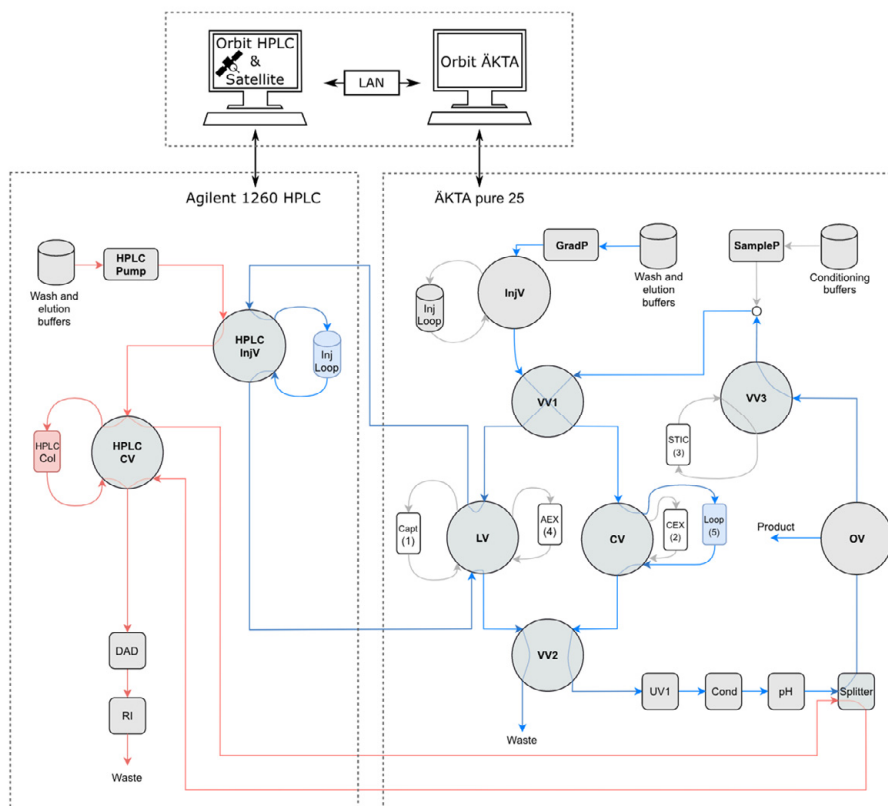 Orbit HPLC
&
Satellite
LAN
Orbit ÄKTA
Agilent 1260 HPLC
ÄKTA pure 25
HPLC
Pump
Wash and
elution
buffers
HPLC
InjV
Inj
Loop
HPLC
Col
HPLC
CV
DAD
RI
Waste
GradP
Wash and
elution
buffers
SampleP
Conditioning
buffers
InjV
Inj
Loop
VV1
VV3
STIC
(3)
Capt
(1)
LV
AEX
(4)
CV
CEX
(2)
Loop
(5)
Product
OV
VV2
Waste
UV1
Cond
pH
Splitter